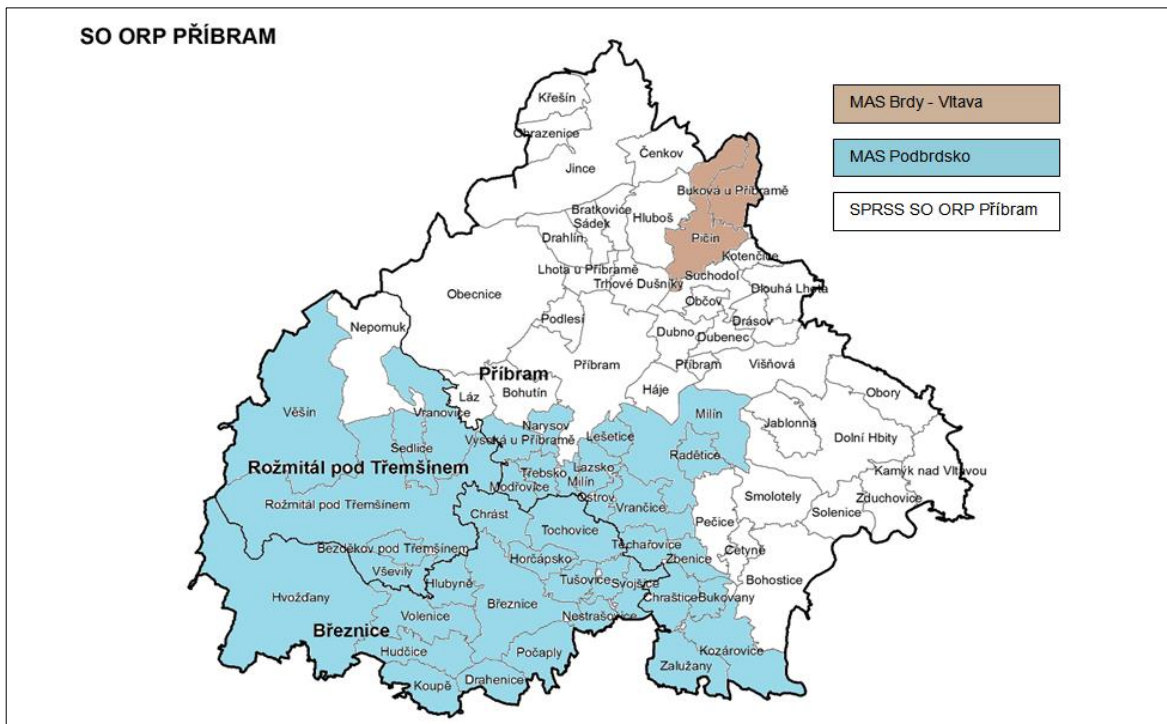 SO ORP PŘÍBRAM
MAS Brdy - Vltava
MAS Podbrdsko
SPRSS SO ORP Příbram
Křešín
Ohrazenice
Jince
Čenkov
Buková u Příbramě
Bratkovice
Sádek
Hluboš
Pičín
Drahlín
Kotenčice
Lhota u Příbramě
Suchodol
Trhové Dušníky
Dlouhá Lhota
Obecnice
Občov
Podlesí
Drásov
Nepomuk
Dubno
Dubenec
Příbram
Příbram
Višňová
Příbram
Láz
Bohutín
Háje
Obory
Věšín
Vranovice
Milín
Jablonná
Narysov
Vysoká u Příbramě
Lešetice
Dolní Hbity
Sedlice
Radětice
Rožmitál pod Třemšínem
Třebsko
Lazsko
Kamýk nad Vltavou
Modřovice
Milín
Smolotely
Zduchovice
Ostrov
Rožmitál pod Třemšínem
Vrančice
Solenice
Chrást
Pečice
Tochovice
Těchařovice
Bezděkov pod Třemšínem
Cetyně
Horčápsko
Zbenice
Vševily
Hlubyně
Tušovice
Svojšice
Bohostice
Hvožďany
Březnice
Chraštice
Bukovany
Volenice
Nestrašovice
Březnice
Hudčice
Počaply
Kozárovice
Zalužany
Koupě
Drahenice